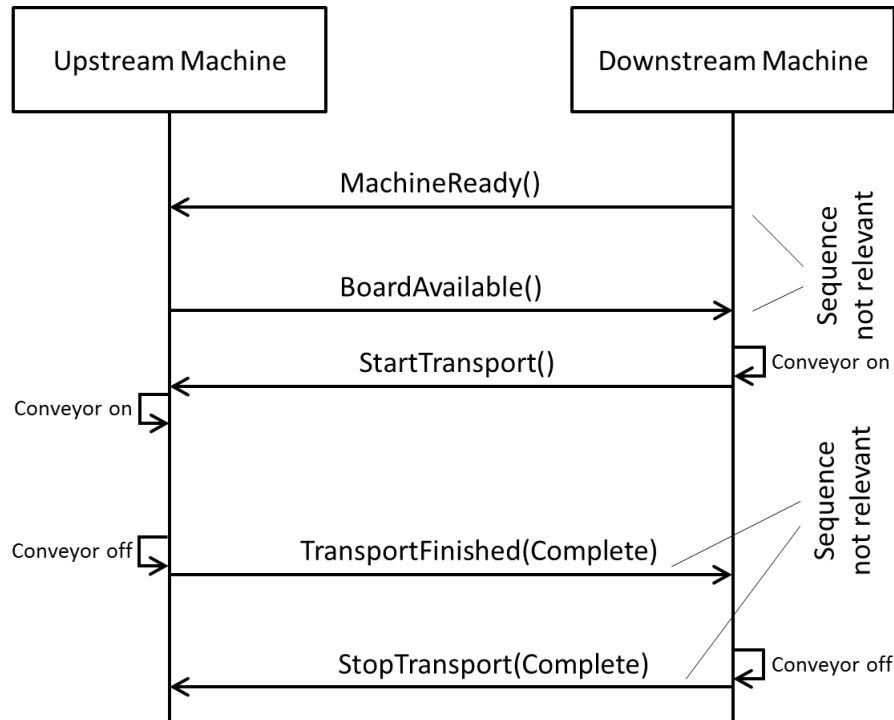 Upstream Machine
Downstream Machine
MachineReady()
Sequence
not relevant
BoardAvailable()
StartTransport()
Conveyor on
Conveyor on
Sequence
not relevant
Conveyor off
TransportFinished(Complete)
StopTransport(Complete)
Conveyor off